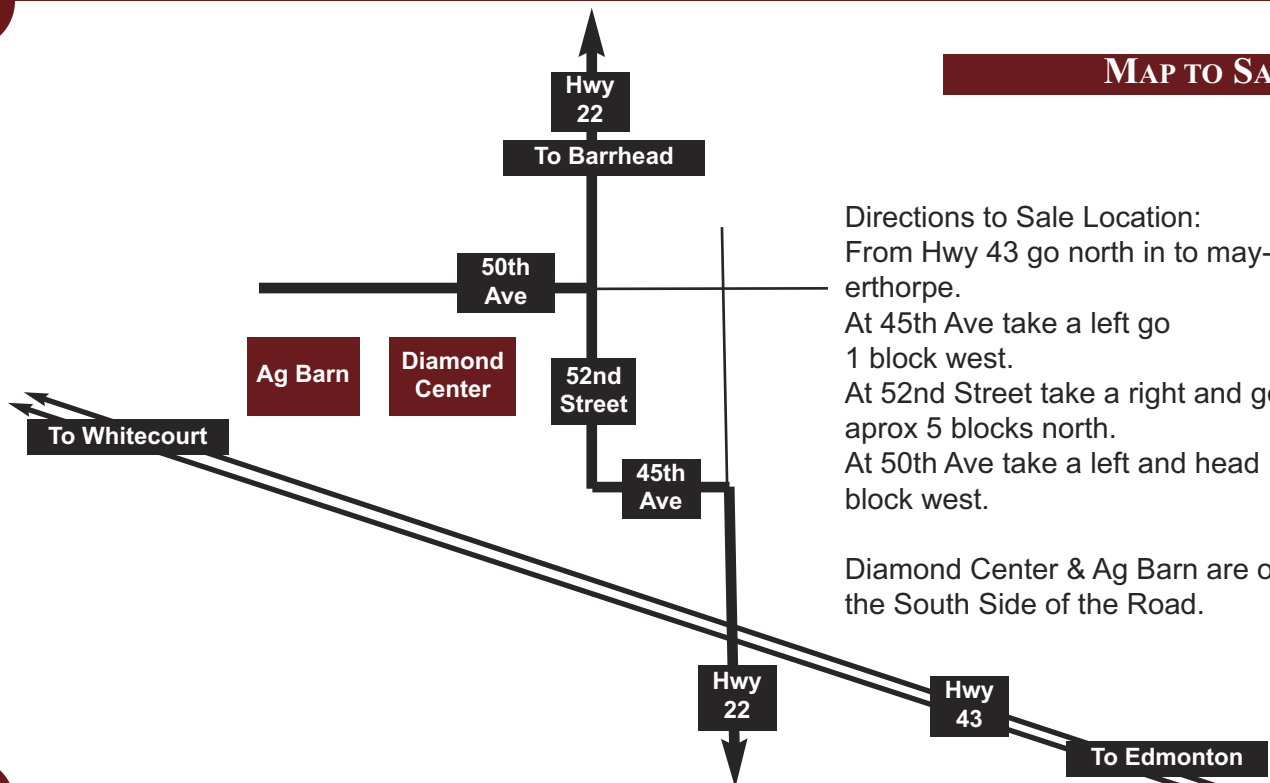 MAP TO SA
Hwy
22
To Barrhead
50th
Ave
Ag Barn
Diamond
Center
52nd
Street
To Whitecourt
45th
Ave
Hwy
22
Hwy
43
To Edmonton
Directions to Sale Location:
From Hwy 43 go north in to may-
erthorpe.
At 45th Ave take a left go
1 block west.
At 52nd Street take a right and go
aprox 5 blocks north.
At 50th Ave take a left and head
block west.
Diamond Center & Ag Barn are o
the South Side of the Road.